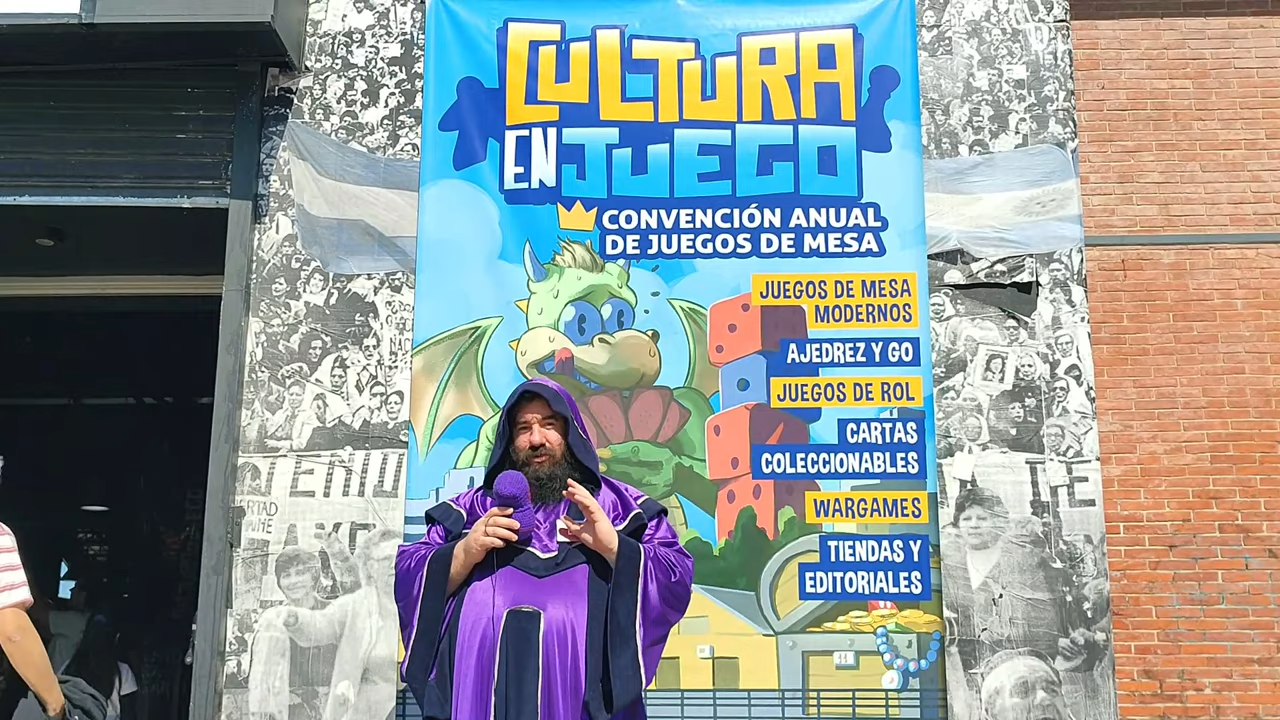 CULTURA
EN JUEGO
CONVENCIÓN ANUAL
DE JUEGOS DE MESA
JUEGOS DE MESA
MODERNOS
AJEDREZ Y GO
JUEGOS DE ROL
CARTAS
COLECCIONABLES
WARGAMES
TIENDAS Y
EDITORIALES